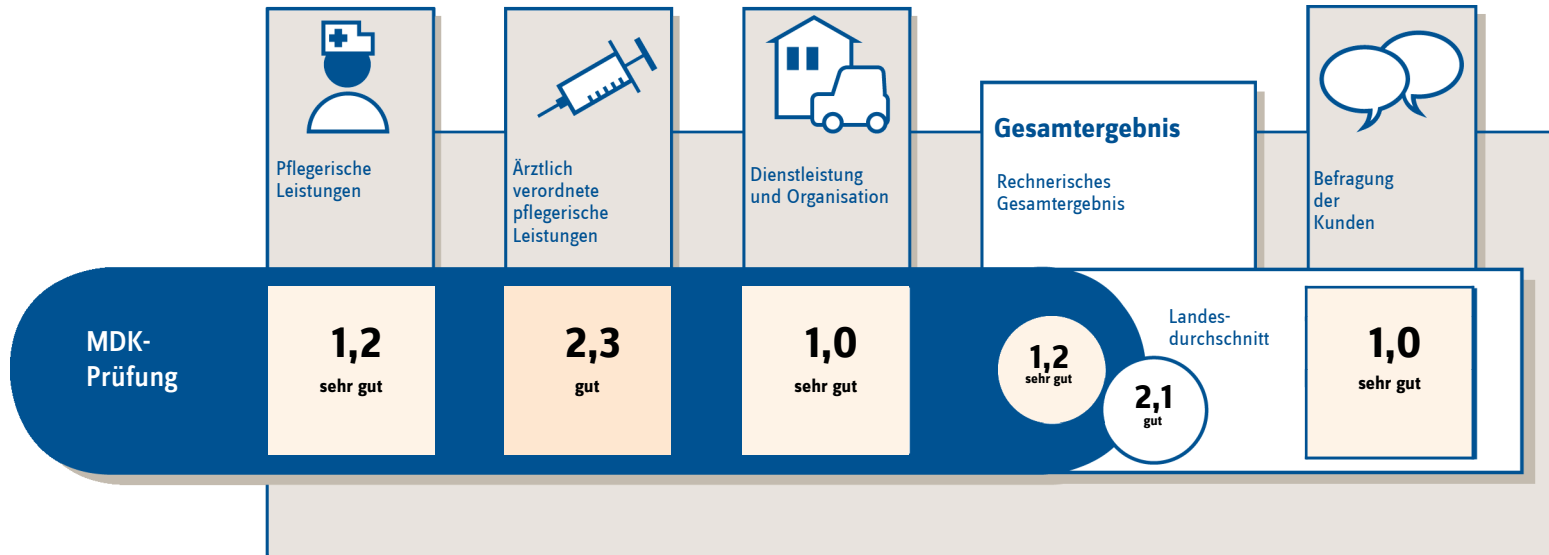 Pflegerische
Leistungen
Ärztlich
verordnete
pflegerische
Leistungen
Dienstleistung
und Organisation
Gesamtergebnis
Rechnerisches
Gesamtergebnis
Befragung
der
Kunden
MDK-
Prüfung
1,2
sehr gut
2,3
gut
1,0
sehr gut
1,2
sehr gut
Landes-
durchschnitt
2,1
gut
1,0
sehr gut